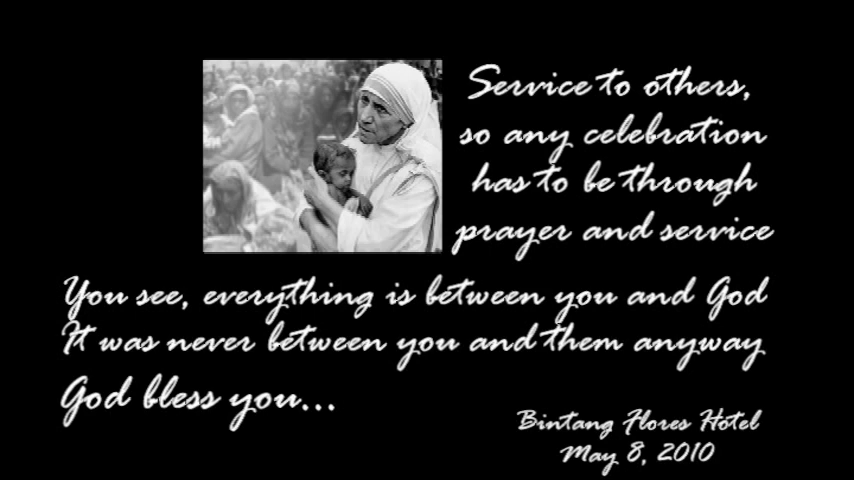 Service to others,
so any celebration
has to be through
prayer and service
You see, everything is between you and God
It was never between you and them anyway
God bless you...
Bintang Flores Hotel
May 8, 2010